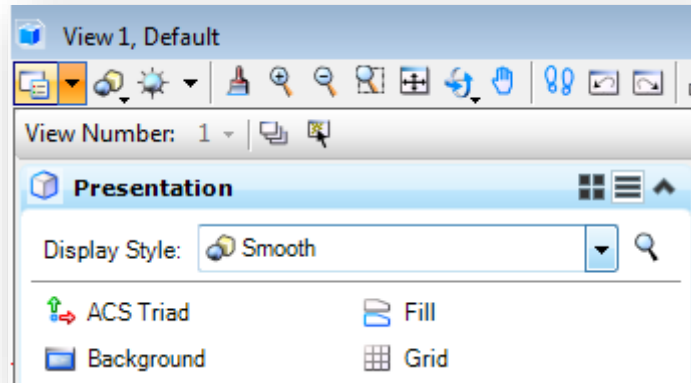 View 1, Default
View Number: 1
Presentation
Display Style: Smooth
ACS Triad Fill
Background Grid